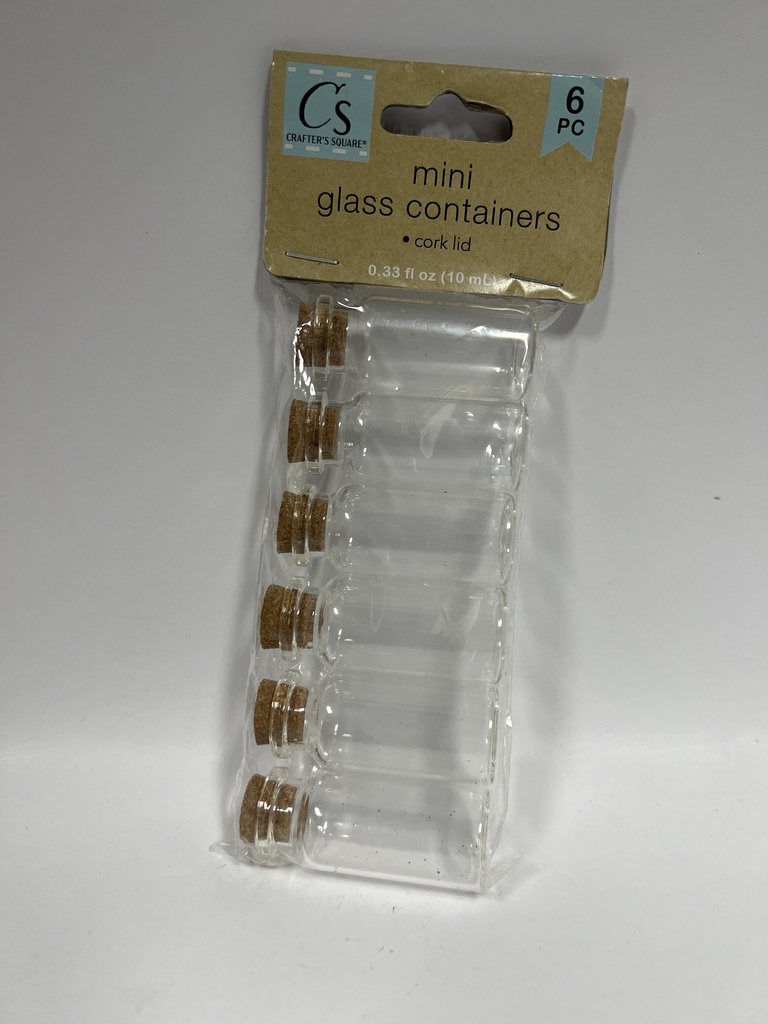 Cs
CRAFTER'S SQUARE®
6
PC
mini
glass containers
• cork lid
0.33 fl oz (10 mL)